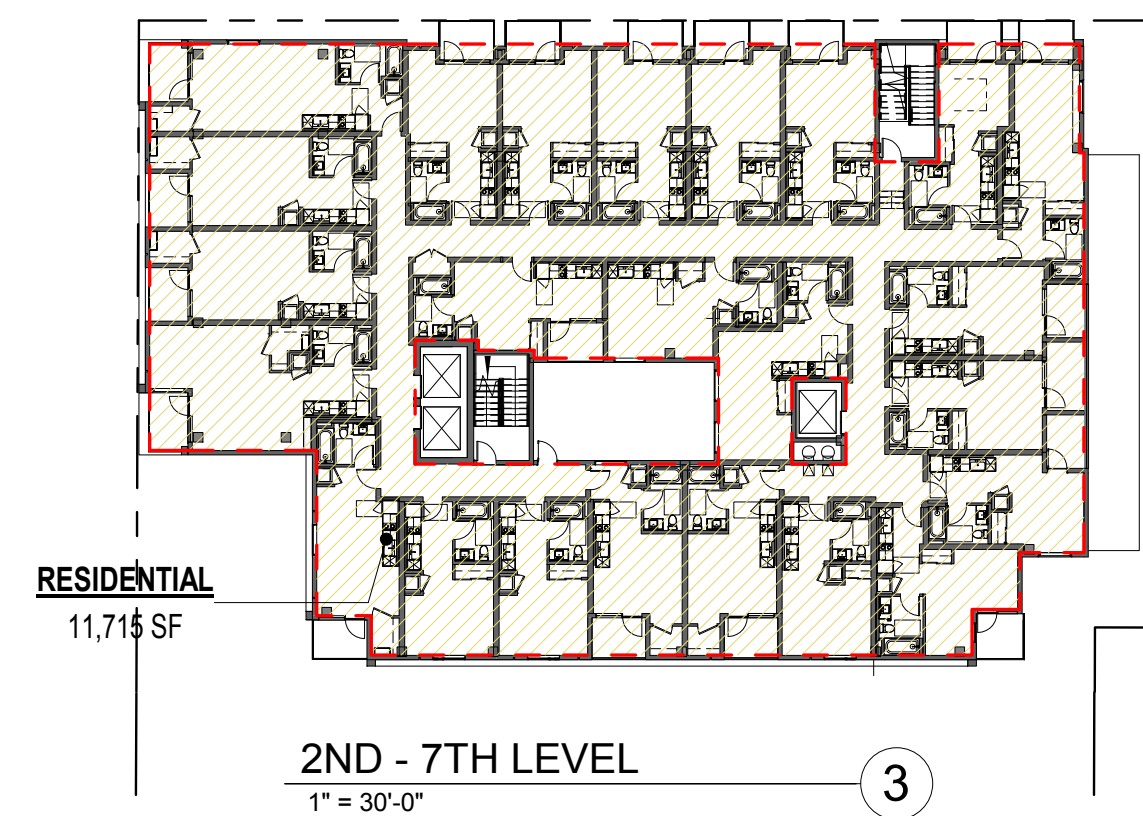 RESIDENTIAL
11,715 SF
2ND - 7TH LEVEL
1" = 30'-0"
3